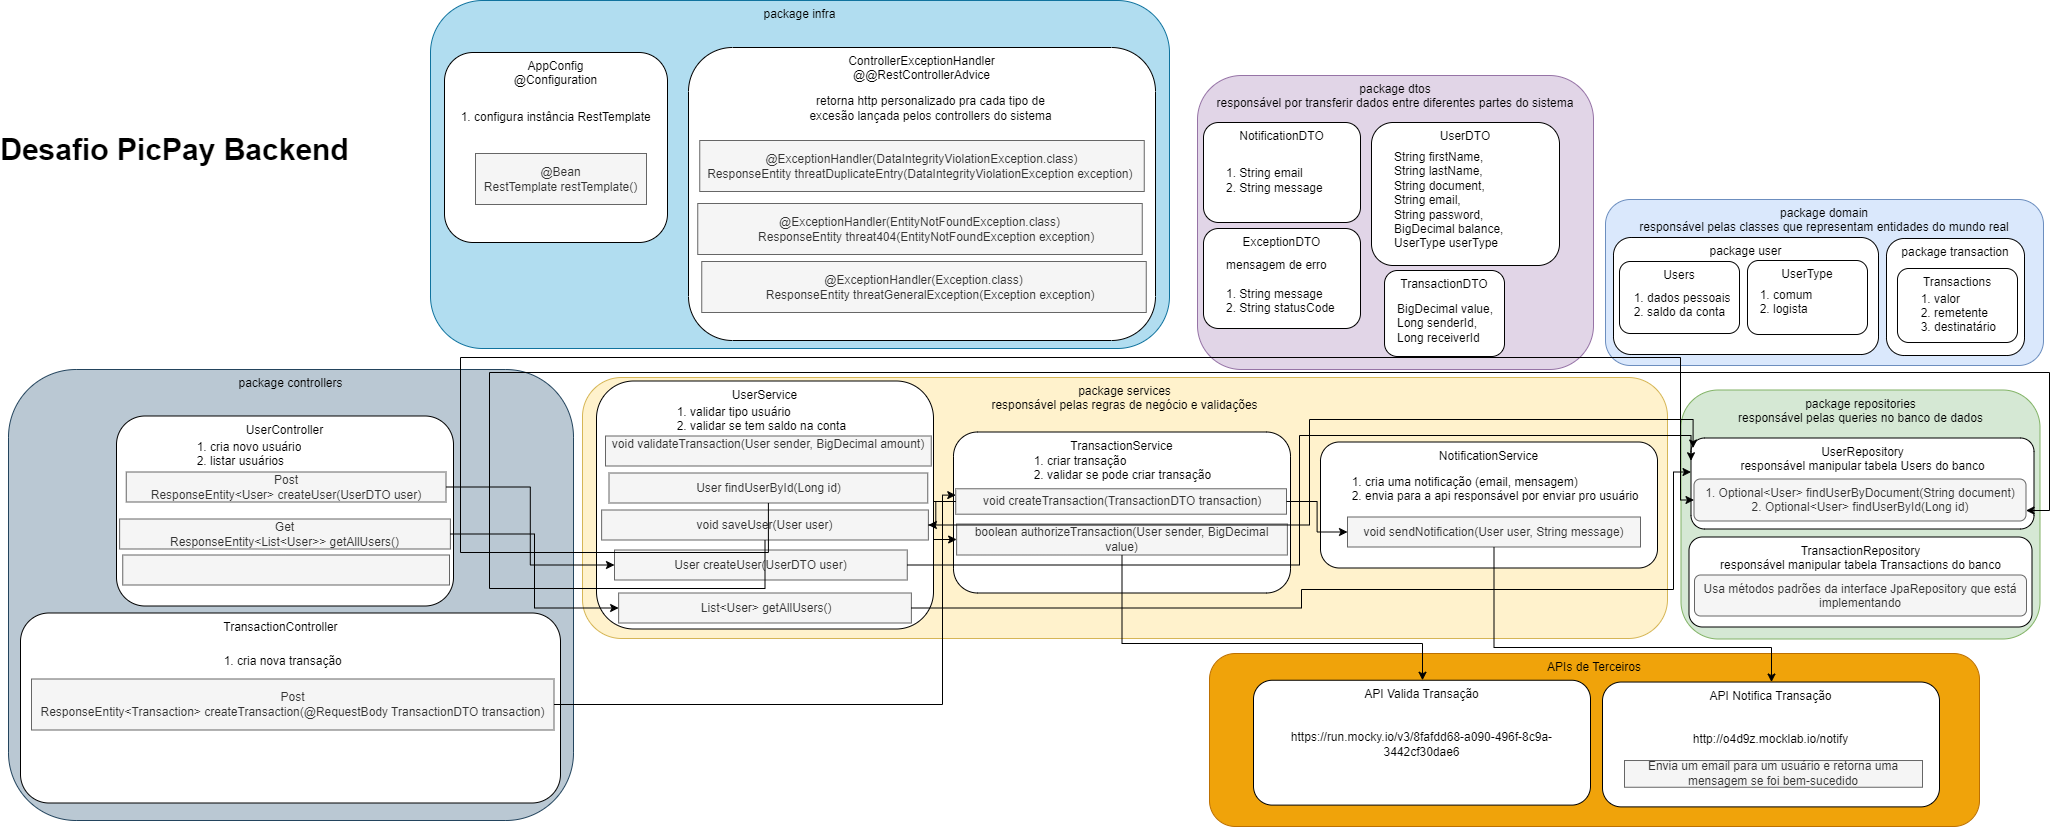 Desafio PicPay Backend
package infra
AppConfig
@Configuration
1. configura instância RestTemplate
@Bean
RestTemplate restTemplate()
ControllerExceptionHandler
@@RestControllerAdvice
retorna http personalizado pra cada tipo de
excesão lançada pelos controllers do sistema
@ExceptionHandler(DataIntegrityViolationException.class)
ResponseEntity threatDuplicateEntry(DataIntegrityViolationException exception)
@ExceptionHandler(EntityNotFoundException.class)
ResponseEntity threat404(EntityNotFoundException exception)
@ExceptionHandler(Exception.class)
ResponseEntity threatGeneralException(Exception exception)
package dtos
responsável por transferir dados entre diferentes partes do sistema
NotificationDTO
1. String email
2. String message
UserDTO
String firstName,
String lastName,
String document,
String email,
String password,
BigDecimal balance,
UserType userType
ExceptionDTO
mensagem de erro
1. String message
2. String statusCode
TransactionDTO
BigDecimal value,
Long senderId,
Long receiverId
package domain
responsável pelas classes que representam entidades do mundo real
package user
Users
1. dados pessoais
2. saldo da conta
UserType
1. comum
2. logista
package transaction
Transactions
1. valor
2. remetente
3. destinatário
package controllers
UserController
1. cria novo usuário
2. listar usuários
Post
ResponseEntity<User> createUser(UserDTO user)
Get
ResponseEntity<List<User>> getAllUsers()
TransactionController
1. cria nova transação
Post
ResponseEntity<Transaction> createTransaction(@RequestBody TransactionDTO transaction)
package services
responsável pelas regras de negócio e validações
UserService
1. validar tipo usuário
2. validar se tem saldo na conta
void validateTransaction(User sender, BigDecimal amount)
User findUserById(Long id)
void saveUser(User user)
User createUser(UserDTO user)
List<User> getAllUsers()
TransactionService
1. criar transação
2. validar se pode criar transação
void createTransaction(TransactionDTO transaction)
boolean authorizeTransaction(User sender, BigDecimal
value)
NotificationService
1. cria uma notificação (email, mensagem)
2. envia para a api responsável por enviar pro usuário
void sendNotification(User user, String message)
package repositories
responsável pelas queries no banco de dados
UserRepository
responsável manipular tabela Users do banco
1. Optional<User> findUserByDocument(String document)
2. Optional<User> findUserById(Long id)
TransactionRepository
responsável manipular tabela Transactions do banco
Usa métodos padrões da interface JpaRepository que está
implementando
APIs de Terceiros
API Valida Transação
https://run.mocky.io/v3/8fafdd68-a090-496f-8c9a-
3442cf30dae6
API Notifica Transação
http://o4d9z.mocklab.io/notify
Envia um email para um usuário e retorna uma
mensagem se foi bem-sucedido